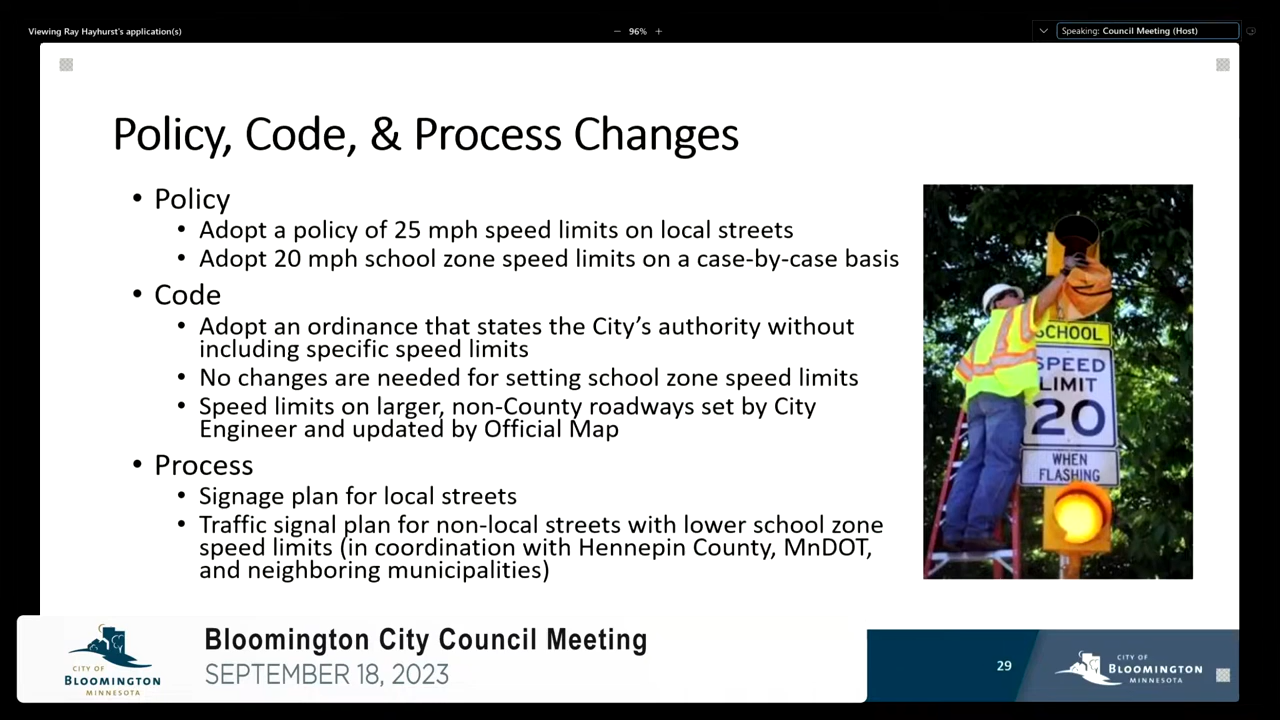 Viewing Ray Hayhurst's application(s)
− 96% +
Speaking: Council Meeting (Host)
Policy, Code, & Process Changes
• Policy
• Adopt a policy of 25 mph speed limits on local streets
• Adopt 20 mph school zone speed limits on a case-by-case basis
• Code
• Adopt an ordinance that states the City's authority without
including specific speed limits
• No changes are needed for setting school zone speed limits
• Speed limits on larger, non-County roadways set by City
Engineer and updated by Official Map
• Process
• Signage plan for local streets
• Traffic signal plan for non-local streets with lower school zone
speed limits (in coordination with Hennepin County, MnDOT,
and neighboring municipalities)
SCHOOL
SPEED
LIMIT
20
WHEN
FLASHING
CITY OF
BLOOMINGTON
MINNESOTA
Bloomington City Council Meeting
SEPTEMBER 18, 2023
29
CITY OF
BLOOMINGTON
MINNESOTA